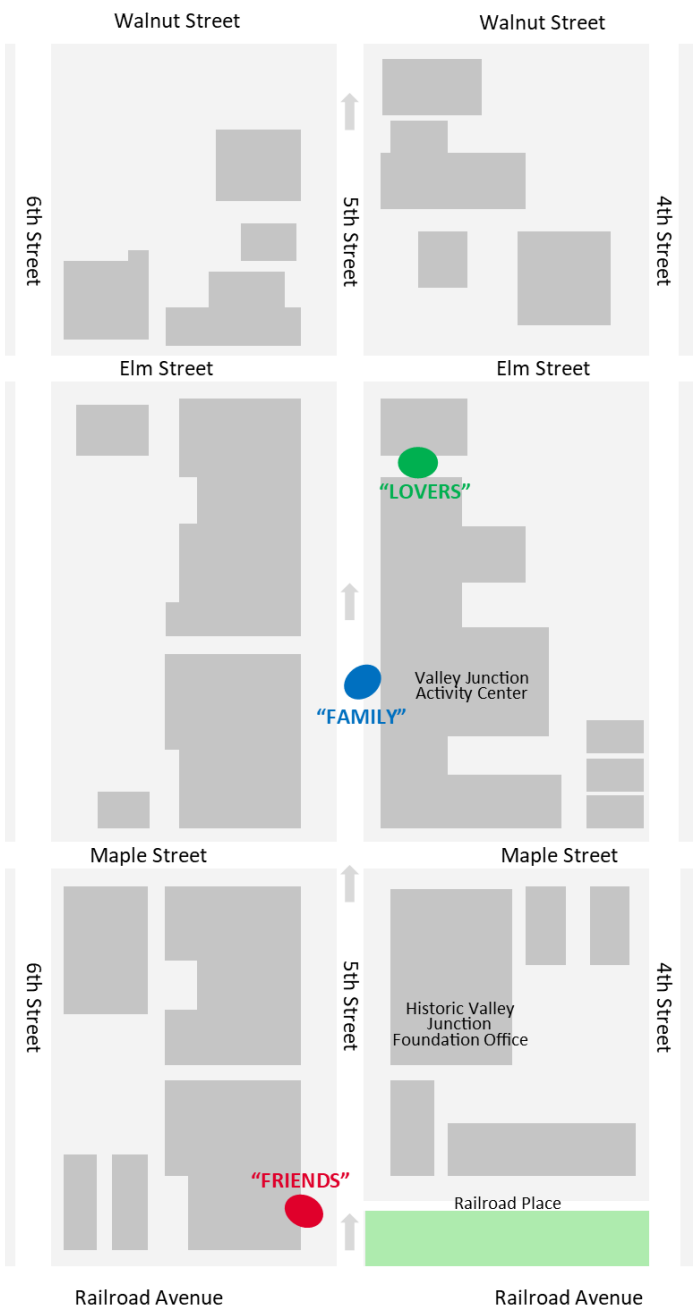 Walnut Street
Walnut Street
6th Street
5th Street
4th Street
Elm Street
Elm Street
“LOVERS”
Valley Junction
Activity Center
“FAMILY”
Maple Street
Maple Street
6th Street
5th Street
4th Street
Historic Valley
Junction
Foundation Office
“FRIENDS”
Railroad Place
Railroad Avenue
Railroad Avenue